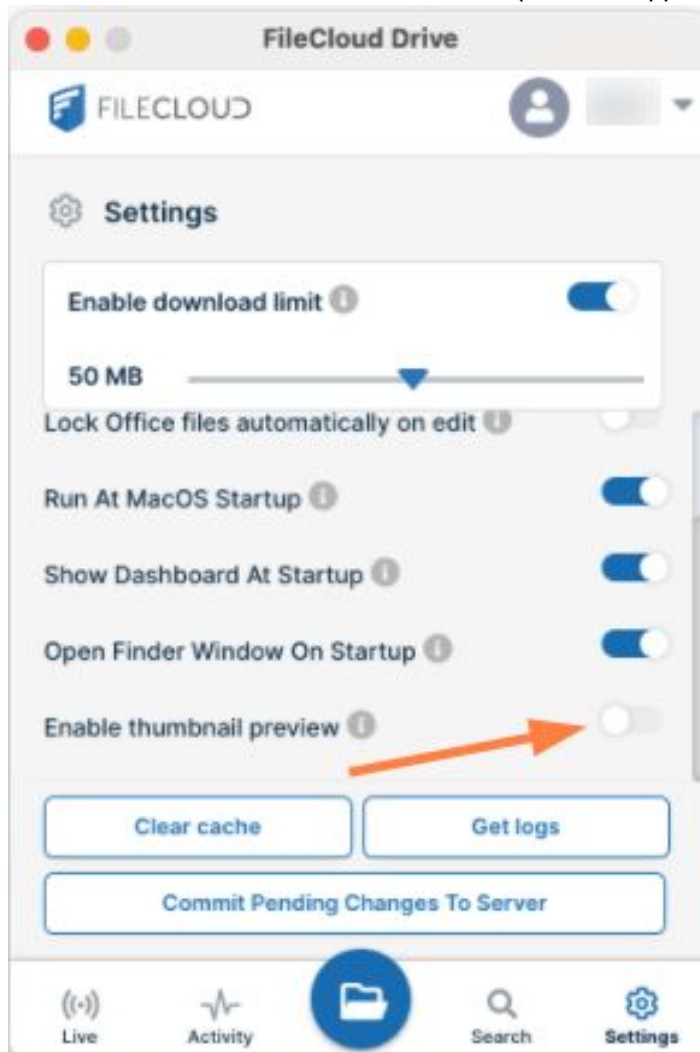 FileCloud Drive
FILECLOUD
Settings
Enable download limit
50 MB
Lock Office files automatically on edit
Run At MacOS Startup
Show Dashboard At Startup
Open Finder Window On Startup
Enable thumbnail preview
Clear cache Get logs
Commit Pending Changes To Server
Live Activity Search Settings